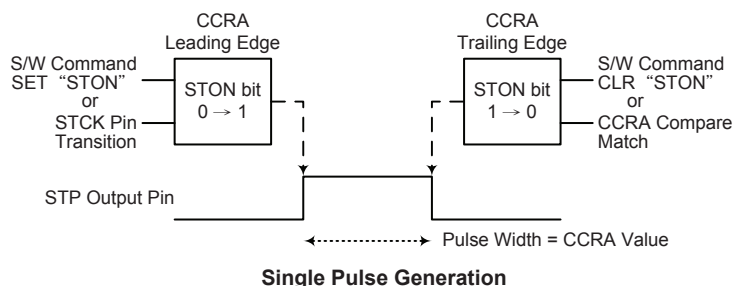 CCRA
Leading Edge
S/W Command
SET “STON”
or
STCK Pin
Transition
STON bit
0 → 1
CCRA
Trailing Edge
STON bit
1 → 0
S/W Command
CLR “STON”
or
CCRA Compare
Match
STP Output Pin
Pulse Width = CCRA Value
Single Pulse Generation